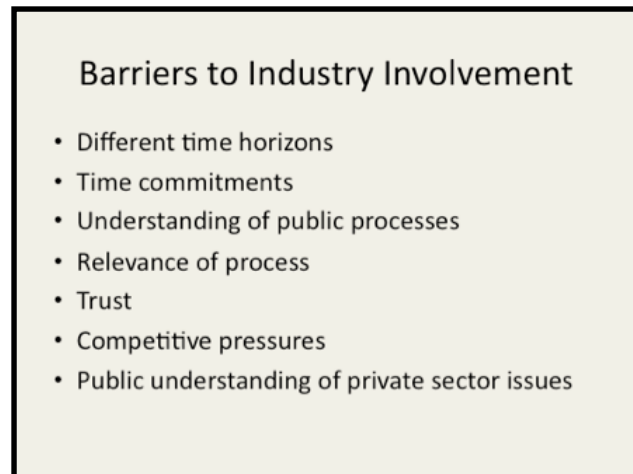 Barriers to Industry Involvement
• Different time horizons
• Time commitments
• Understanding of public processes
• Relevance of process
• Trust
• Competitive pressures
• Public understanding of private sector issues